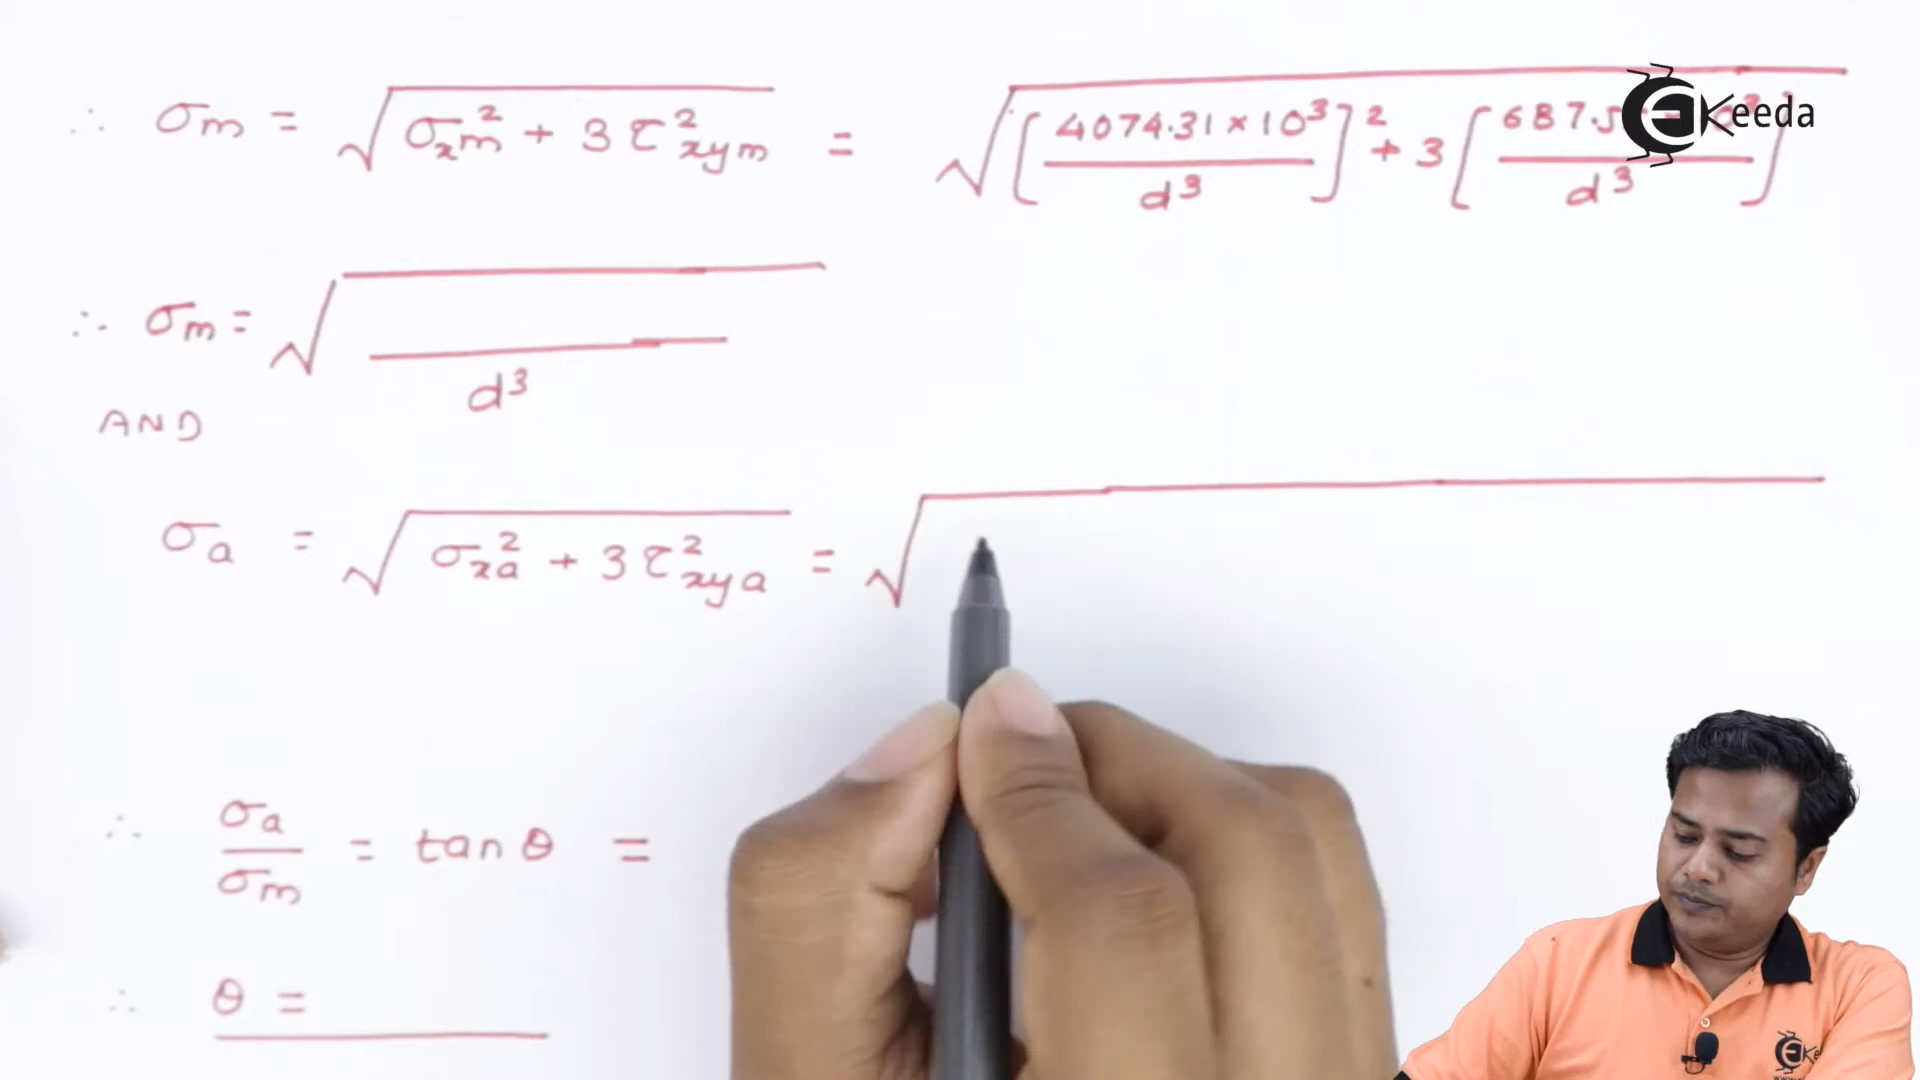 ∴ σm = √(σxm² + 3τ²xym) = √([4074.31 × 10³ / d³]² + 3 [687.5 / d³])
Ekeeda
∴ σm = √( / d³)
AND
σa = √(σxa² + 3τ²xya) = √
∴ σa / σm = tan θ =
∴ θ =